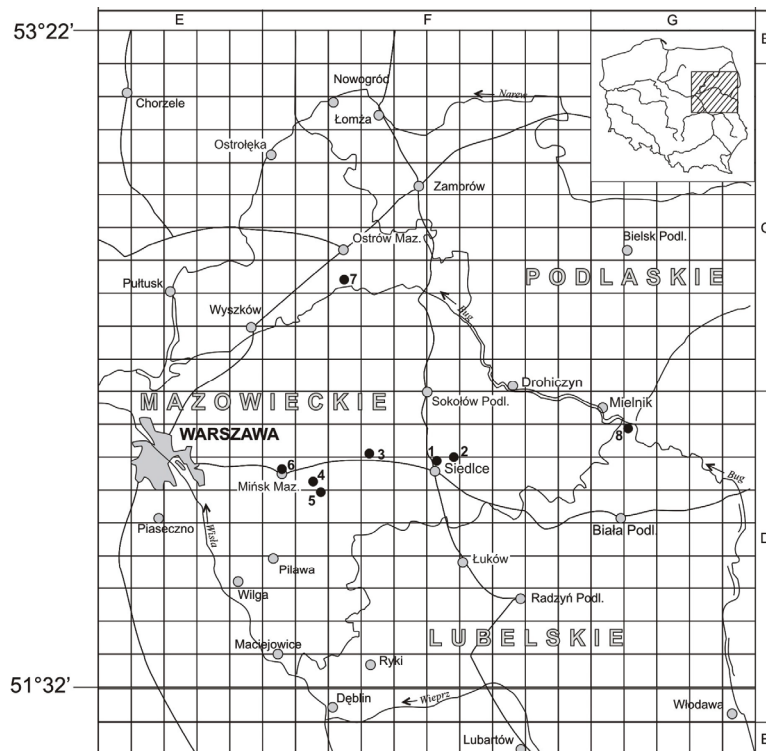 E F G
53°22’
E
Nowogród
Narew
Chorzele
Łomża
Ostrołęka
Zambrów
C
Ostrów Maz.
Bielsk Podl.
PODLASKIE
7
Pułtusk
Wyszków
Bug
Drohiczyn
MAZOWIECKIE
Sokołów Podl.
Mielnik
WARSZAWA
8
3
1
2
6
Siedlce
4
Bug
Mińsk Maz.
5
Piaseczno
Wisła
Biała Podl.
D
Pilawa
Łuków
Wilga
Radzyń Podl.
LUBELSKIE
Maciejowice
Ryki
51°32’
Dęblin
Wieprz
Włodawa
Lubartów
E